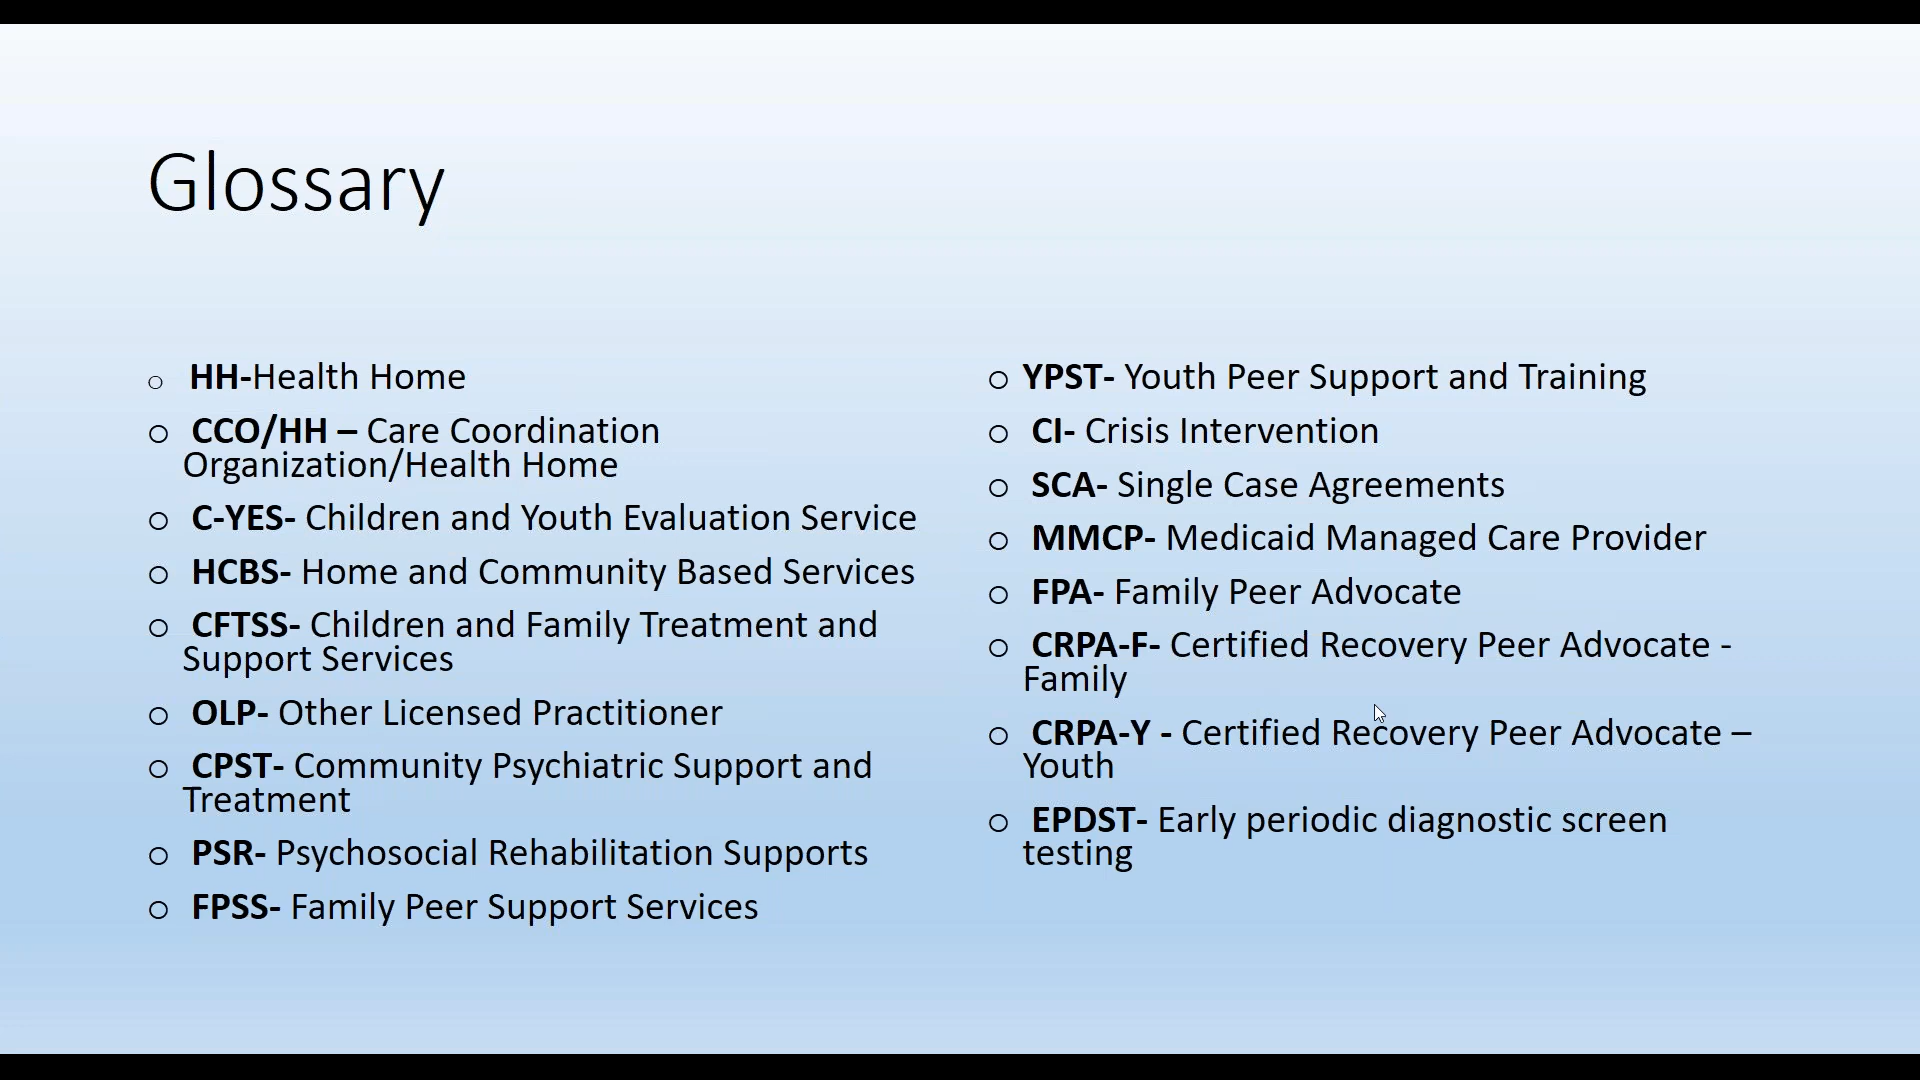 Glossary
HH-Health Home
CCO/HH – Care Coordination
Organization/Health Home
C-YES- Children and Youth Evaluation Service
HCBS- Home and Community Based Services
CFTSS- Children and Family Treatment and
Support Services
OLP- Other Licensed Practitioner
CPST- Community Psychiatric Support and
Treatment
PSR- Psychosocial Rehabilitation Supports
FPSS- Family Peer Support Services
YPST- Youth Peer Support and Training
CI- Crisis Intervention
SCA- Single Case Agreements
MMCP- Medicaid Managed Care Provider
FPA- Family Peer Advocate
CRPA-F- Certified Recovery Peer Advocate -
Family
CRPA-Y - Certified Recovery Peer Advocate –
Youth
EPDST- Early periodic diagnostic screen
testing